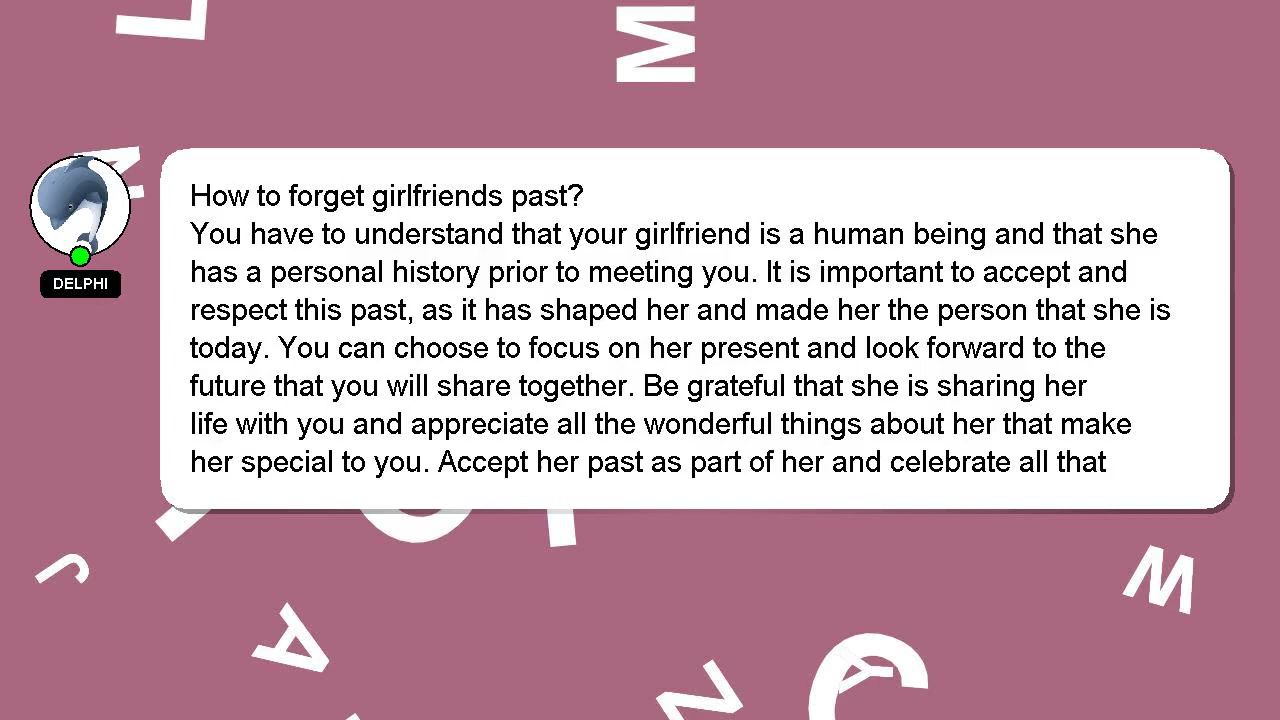 L
M
A
DELPHI
How to forget girlfriends past?
You have to understand that your girlfriend is a human being and that she
has a personal history prior to meeting you. It is important to accept and
respect this past, as it has shaped her and made her the person that she is
today. You can choose to focus on her present and look forward to the
future that you will share together. Be grateful that she is sharing her
life with you and appreciate all the wonderful things about her that make
her special to you. Accept her past as part of her and celebrate all that
J
W
A
N
C
A